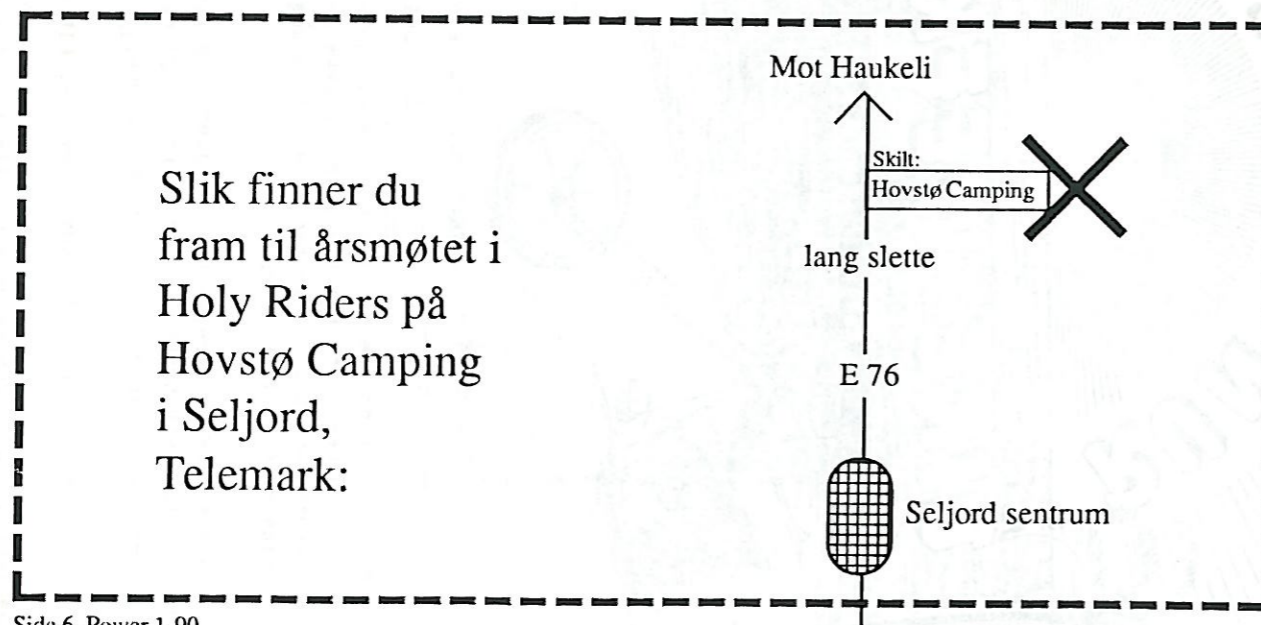 Slik finner du
fram til årsmøtet i
Holy Riders på
Hovstø Camping
i Seljord,
Telemark:
Mot Haukeli
Skilt:
Hovstø Camping
lang slette
E 76
Seljord sentrum
Side 6 Power 1-90